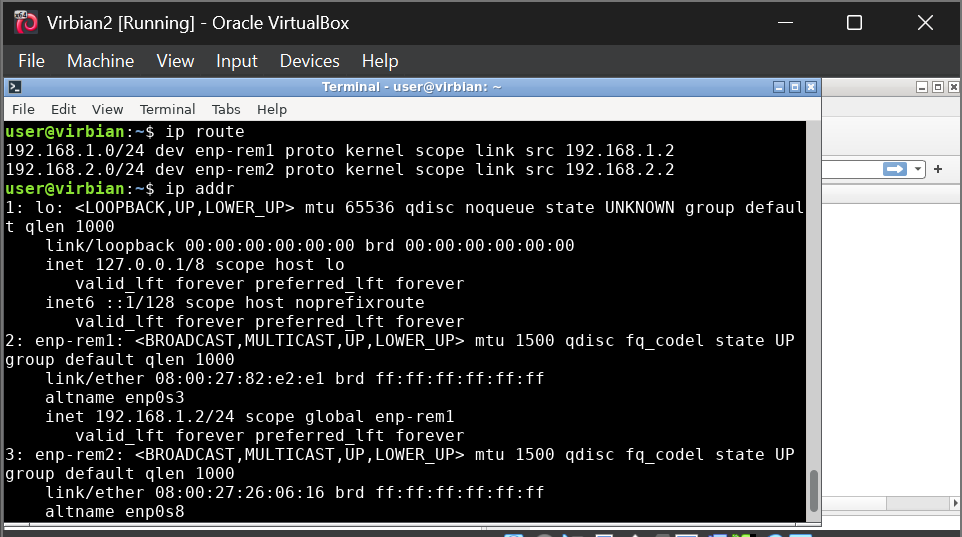 Virbian2 [Running] - Oracle VirtualBox
File Machine View Input Devices Help
Terminal - user@virbian: ~
File Edit View Terminal Tabs Help
user@virbian:~$ ip route
192.168.1.0/24 dev enp-rem1 proto kernel scope link src 192.168.1.2
192.168.2.0/24 dev enp-rem2 proto kernel scope link src 192.168.2.2
user@virbian:~$ ip addr
1: lo: <LOOPBACK,UP,LOWER_UP> mtu 65536 qdisc noqueue state UNKNOWN group defaul
t qlen 1000
    link/loopback 00:00:00:00:00:00 brd 00:00:00:00:00:00
    inet 127.0.0.1/8 scope host lo
       valid_lft forever preferred_lft forever
    inet6 ::1/128 scope host noprefixroute
       valid_lft forever preferred_lft forever
2: enp-rem1: <BROADCAST,MULTICAST,UP,LOWER_UP> mtu 1500 qdisc fq_codel state UP
group default qlen 1000
    link/ether 08:00:27:82:e2:e1 brd ff:ff:ff:ff:ff:ff
    altname enp0s3
    inet 192.168.1.2/24 scope global enp-rem1
       valid_lft forever preferred_lft forever
3: enp-rem2: <BROADCAST,MULTICAST,UP,LOWER_UP> mtu 1500 qdisc fq_codel state UP
group default qlen 1000
    link/ether 08:00:27:26:06:16 brd ff:ff:ff:ff:ff:ff
    altname enp0s8